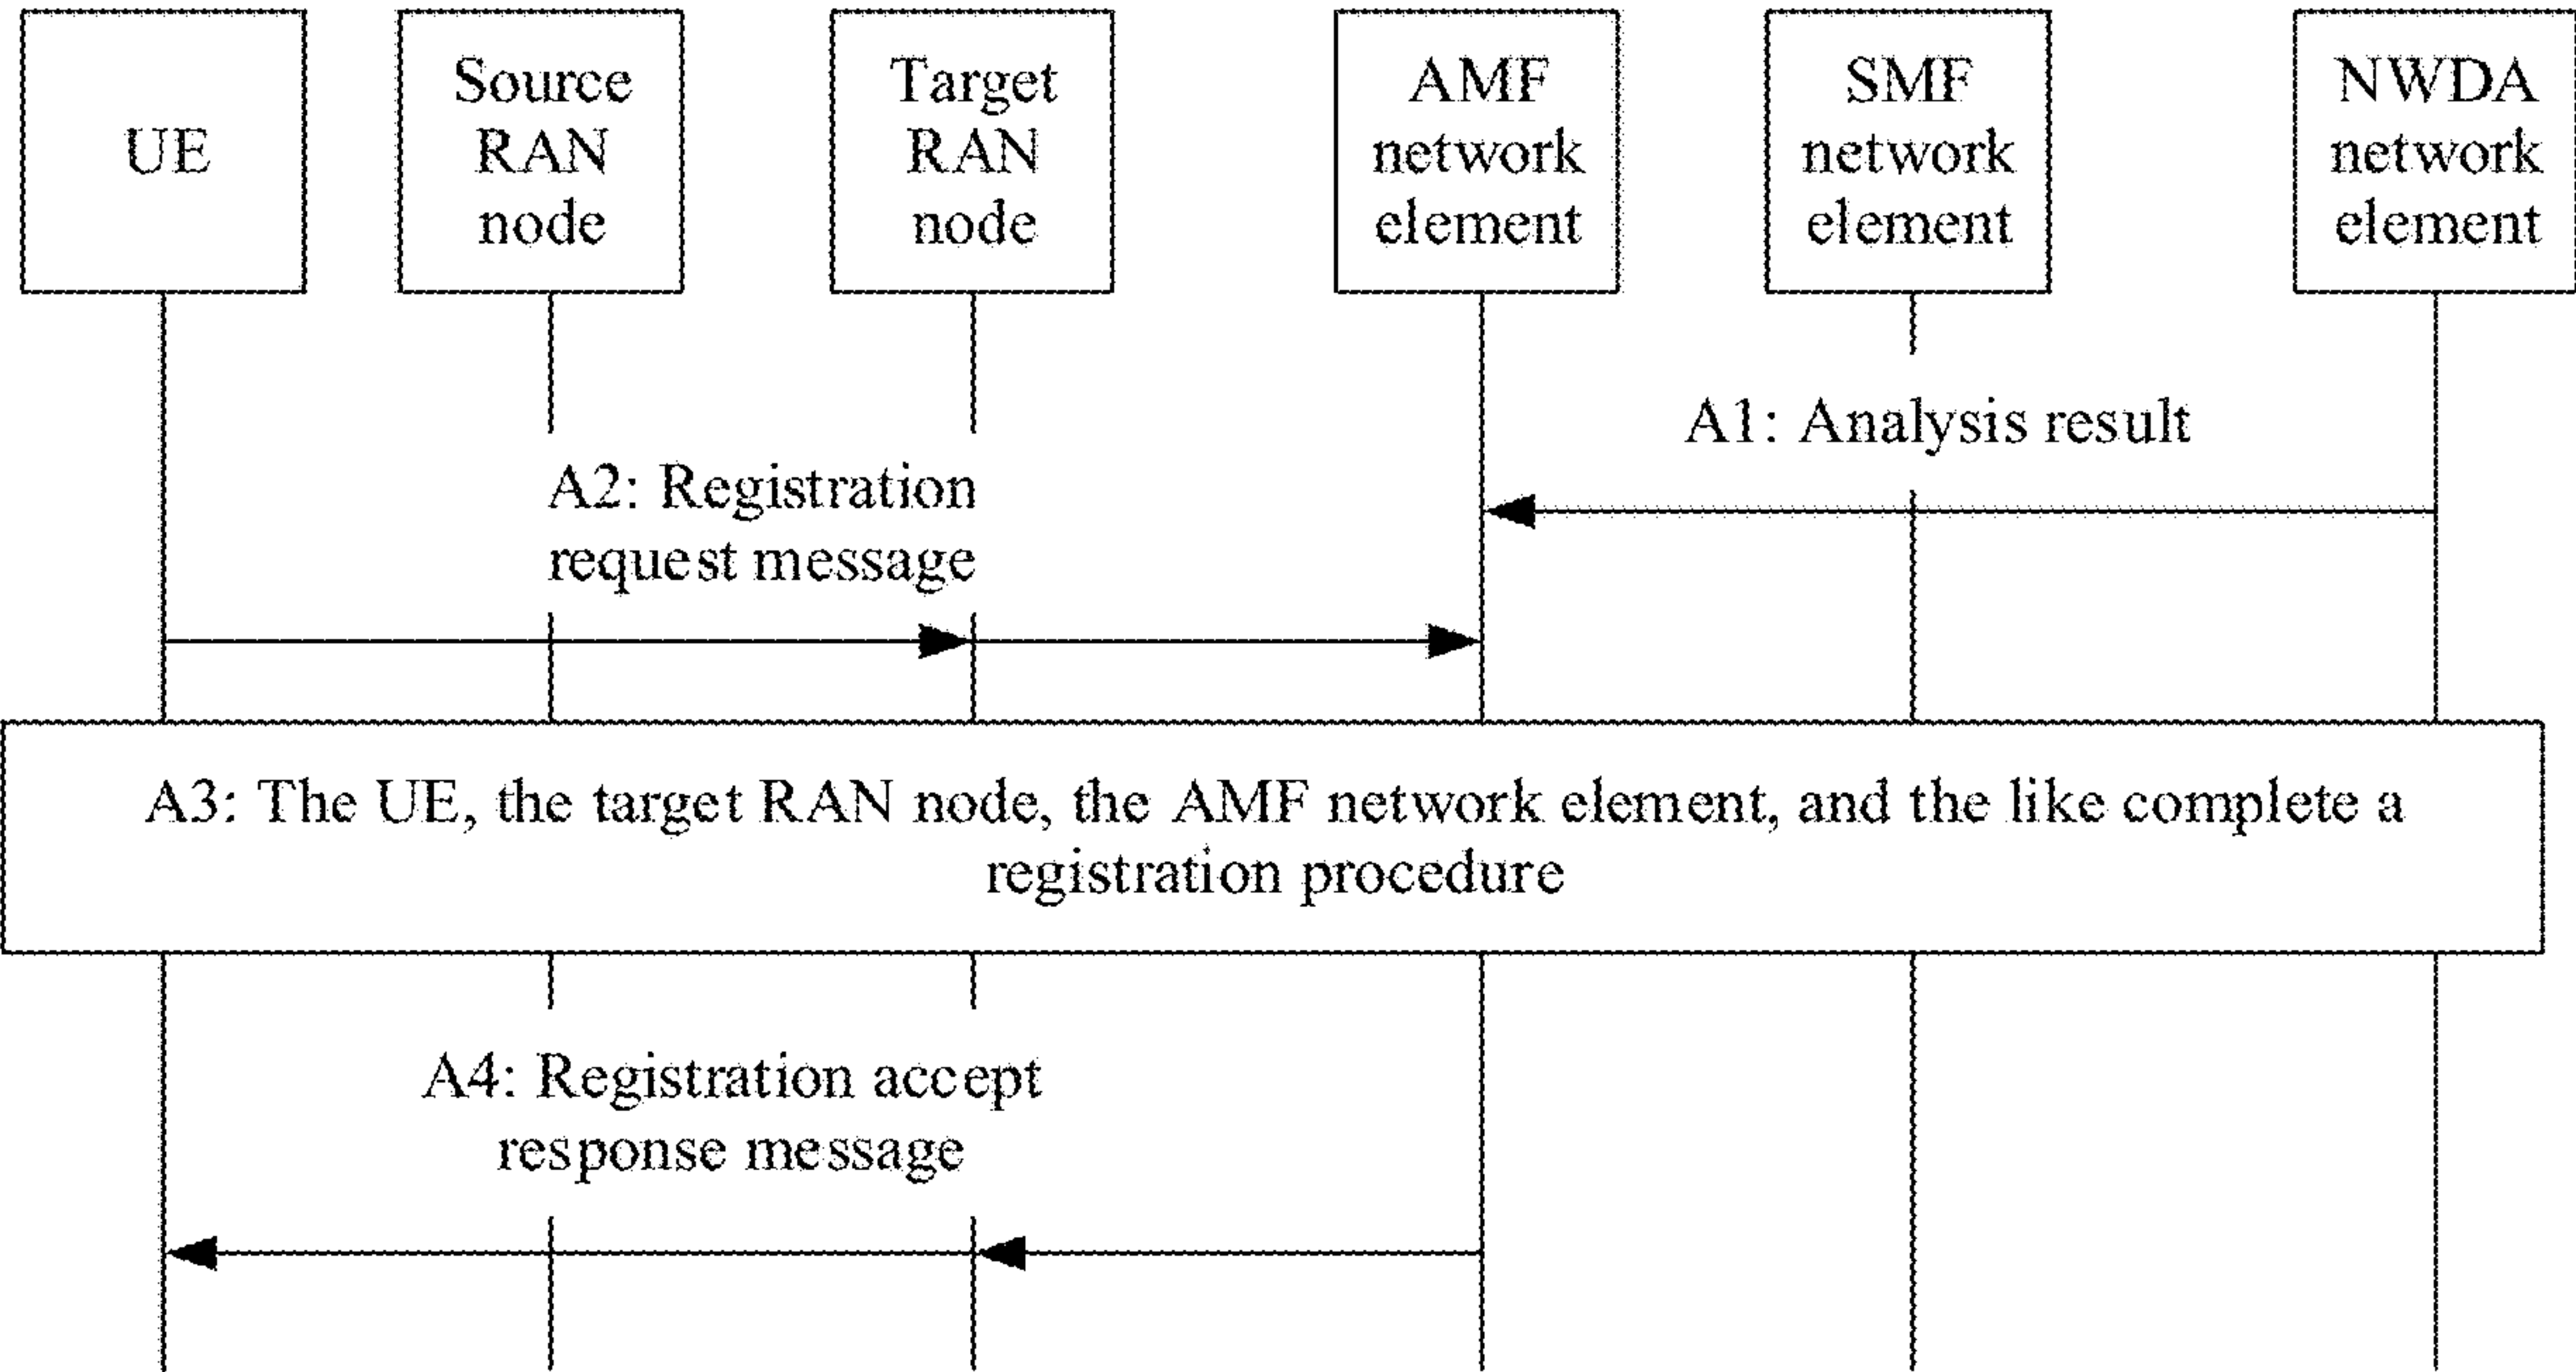 UE
Source
RAN
node
Target
RAN
node
AMF
network
element
SMF
network
element
NWDA
network
element
A1: Analysis result
A2: Registration
request message
A3: The UE, the target RAN node, the AMF network element, and the like complete a
registration procedure
A4: Registration accept
response message